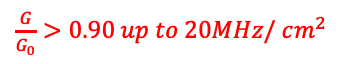 G/G₀ > 0.90 up to 20MHz/ cm²